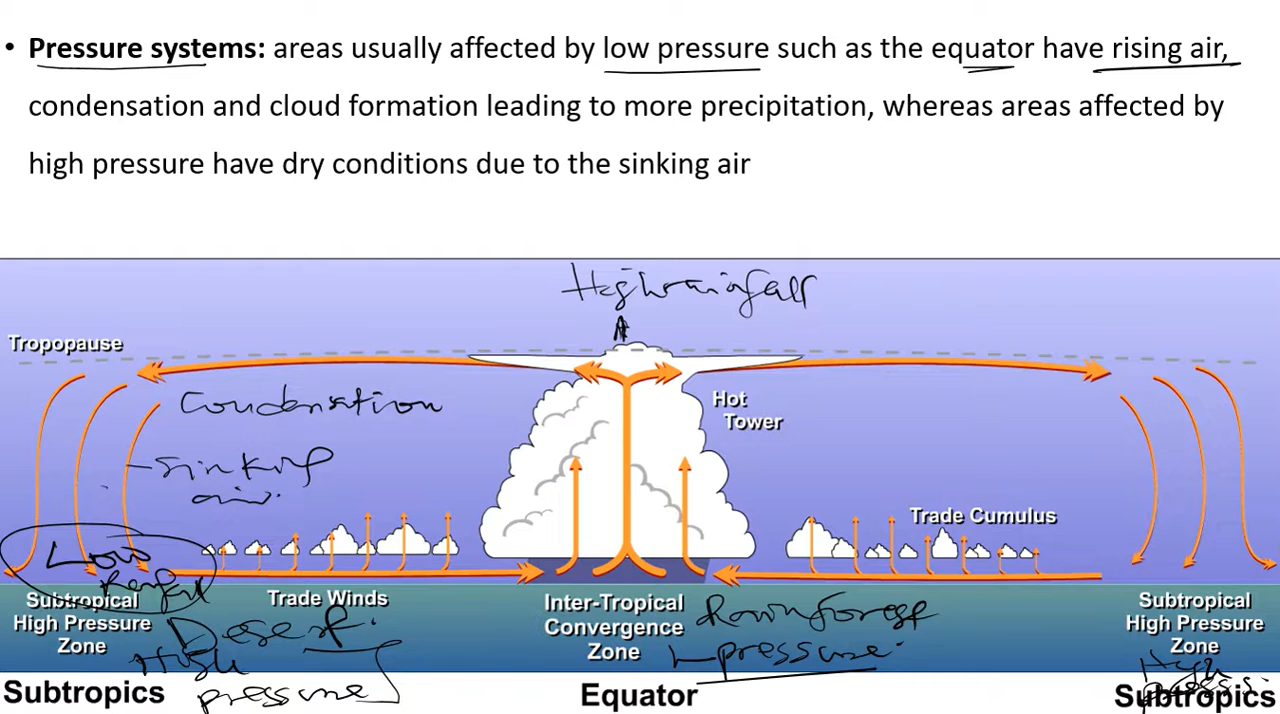 • Pressure systems: areas usually affected by low pressure such as the equator have rising air,
condensation and cloud formation leading to more precipitation, whereas areas affected by
high pressure have dry conditions due to the sinking air
High rainfall
Tropopause
Condensation
Hot
Tower
-sinking
air.
Trade Cumulus
Low
Subtropical
High Pressure
Zone
Trade Winds
Desert.
High
pressure
Inter-Tropical
Convergence
Zone
L-pressure.
Subtropical
High Pressure
Zone
High
Subtropics
Equator
Subtropics